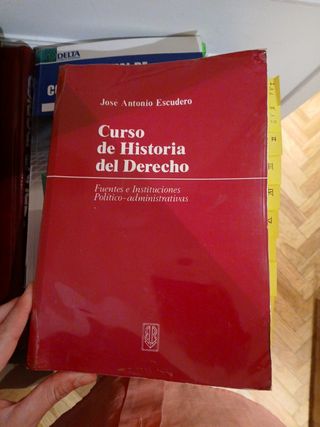 DELTA
Jose Antonio Escudero
Curso
de Historia
del Derecho
Fuentes e Instituciones
Político-administrativas